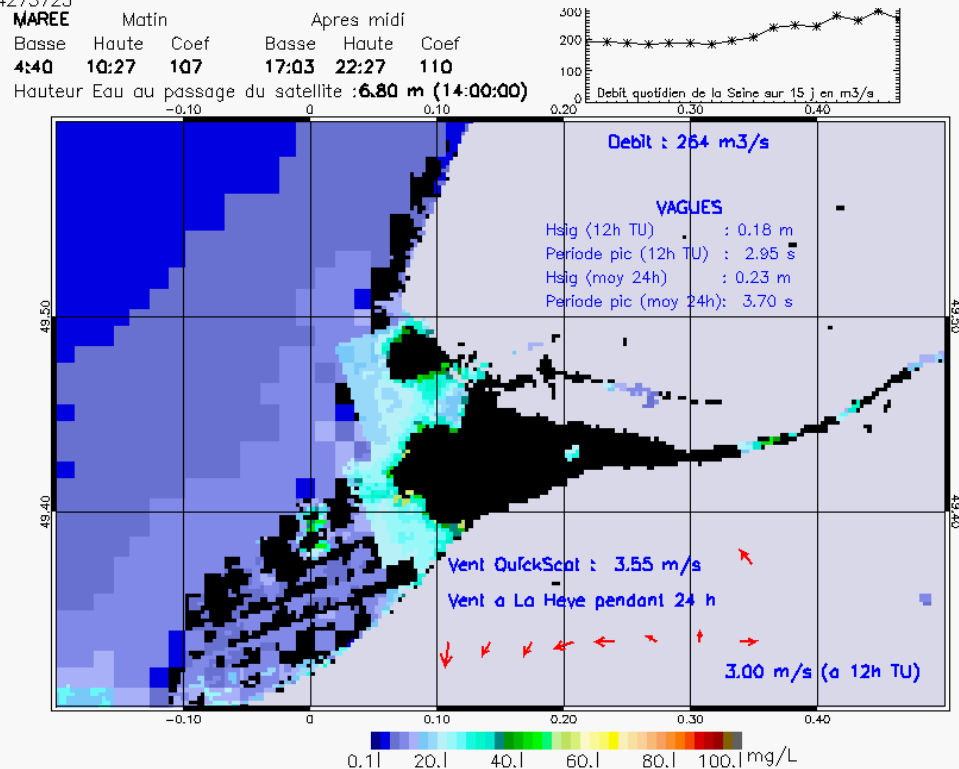 MAREE Matin Apres midi
Basse Haute Coef Basse Haute Coef
4:40 10:27 107 17:03 22:27 110
Hauteur Eau au passage du satellite :6.80 m (14:00:00)
300
200
100
0
Debit quotidien de la Seine sur 15 j en m3/s
-0.10 0 0.10 0.20 0.30 0.40
Debit : 264 m3/s
VAGUES
Hsig (12h TU) : 0.18 m
Periode pic (12h TU) : 2.95 s
Hsig (moy 24h) : 0.23 m
Periode pic (moy 24h): 3.70 s
49.50 49.50
49.40 49.40
Vent QuickScat : 3.55 m/s
Vent a La Heve pendant 24 h
3.00 m/s (a 12h TU)
-0.10 0 0.10 0.20 0.30 0.40
0.1| 20.| 40.| 60.| 80.| 100.| mg/L